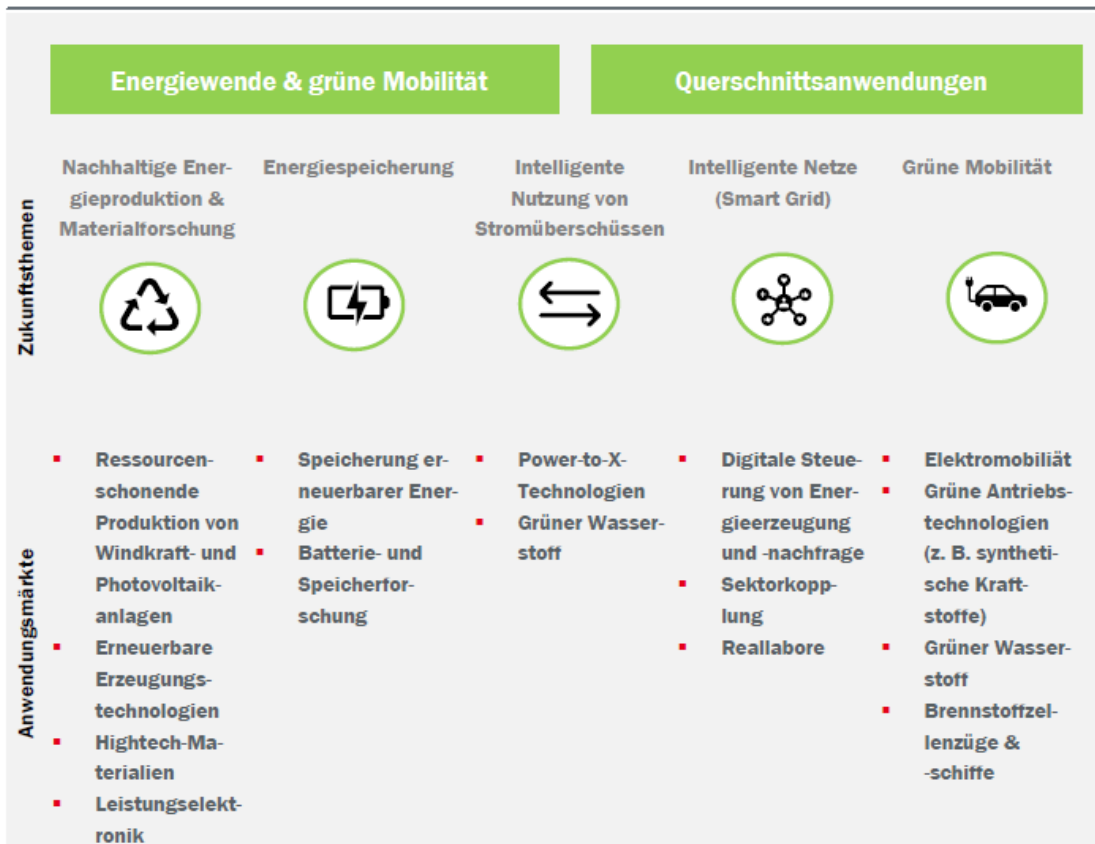 Energiewende & grüne Mobilität
Querschnittsanwendungen
Zukunftsthemen
Nachhaltige Ener-
gieproduktion &
Materialforschung
Energiespeicherung
Intelligente
Nutzung von
Stromüberschüssen
Intelligente Netze
(Smart Grid)
Grüne Mobilität
Anwendungsmärkte
Ressourcen-
schonende
Produktion von
Windkraft- und
Photovoltaik-
anlagen
Erneuerbare
Erzeugungs-
technologien
Hightech-Ma-
terialien
Leistungselekt-
ronik
Speicherung er-
neuerbarer Ener-
gie
Batterie- und
Speicherfor-
schung
Power-to-X-
Technologien
Grüner Wasser-
stoff
Digitale Steue-
rung von Ener-
gieerzeugung
und -nachfrage
Sektorkopp-
lung
Reallabore
Elektromobiliät
Grüne Antriebs-
technologien
(z. B. syntheti-
sche Kraft-
stoffe)
Grüner Wasser-
stoff
Brennstoffzel-
lenzüge &
-schiffe